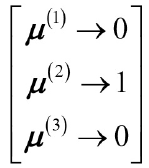 μ⁽¹⁾ → 0
μ⁽²⁾ → 1
μ⁽³⁾ → 0